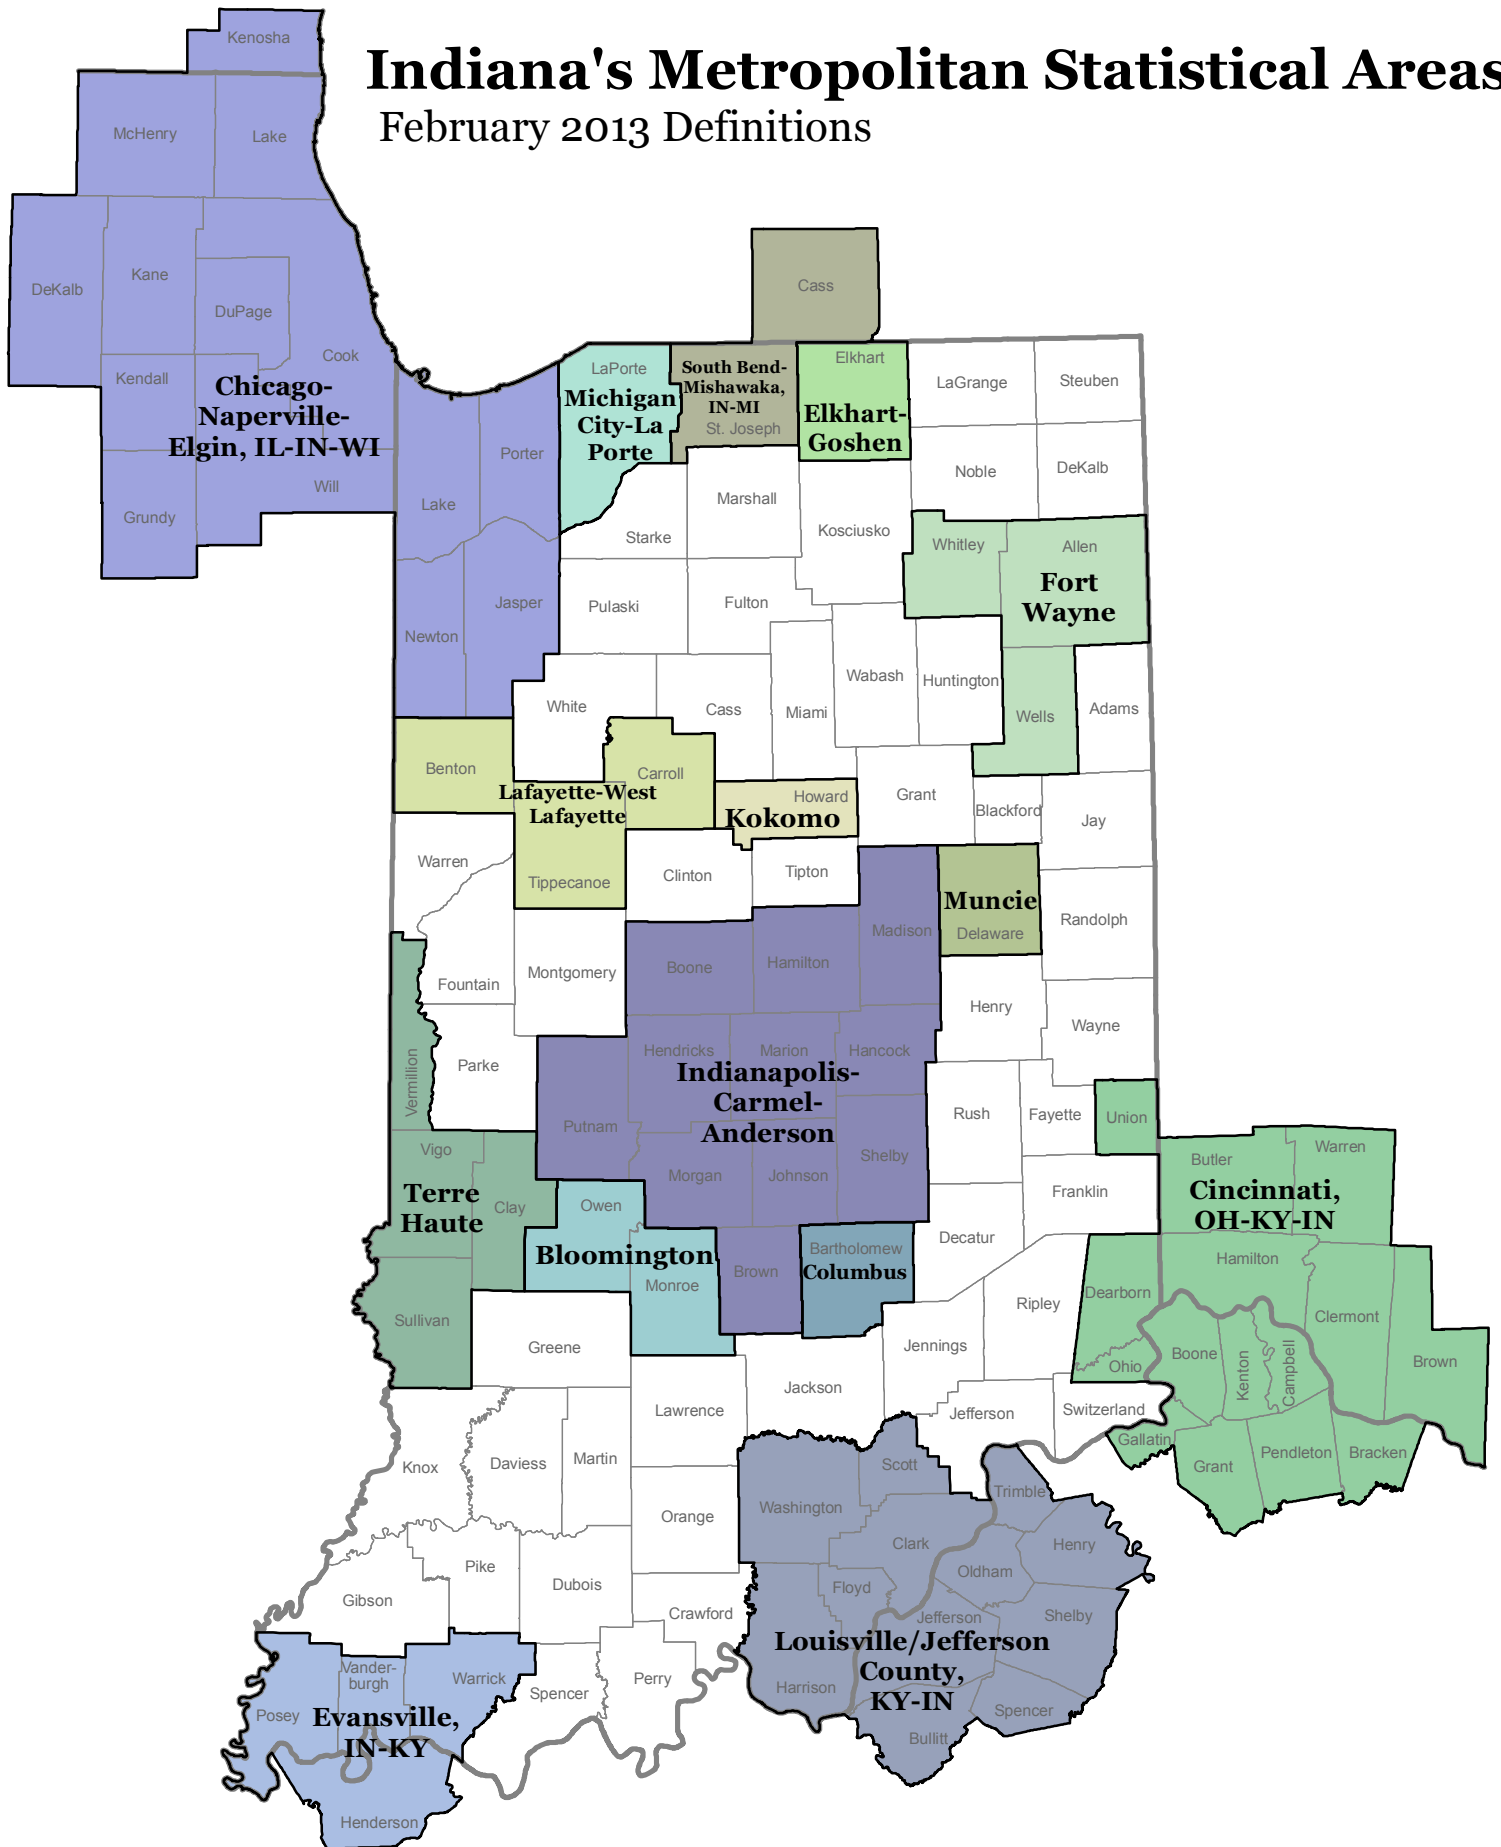 Indiana's Metropolitan Statistical Areas
February 2013 Definitions
Kenosha
McHenry
Lake
DeKalb
Kane
DuPage
Cook
Kendall
Chicago-
Naperville-
Elgin, IL-IN-WI
Will
Grundy
Lake
Porter
Newton
Jasper
Cass
LaPorte
Michigan
City-La
Porte
South Bend-
Mishawaka,
IN-MI
St. Joseph
Elkhart
Elkhart-
Goshen
LaGrange
Steuben
Noble
DeKalb
Marshall
Starke
Kosciusko
Whitley
Allen
Fort
Wayne
Pulaski
Fulton
Wabash
Huntington
Wells
Adams
White
Cass
Miami
Benton
Carroll
Lafayette-West
Lafayette
Tippecanoe
Howard
Kokomo
Grant
Blackford
Jay
Warren
Clinton
Tipton
Muncie
Delaware
Randolph
Madison
Boone
Hamilton
Fountain
Montgomery
Henry
Wayne
Vermillion
Parke
Hendricks
Marion
Hancock
Indianapolis-
Carmel-
Anderson
Putnam
Morgan
Johnson
Shelby
Rush
Fayette
Union
Vigo
Terre
Haute
Clay
Owen
Bloomington
Monroe
Brown
Bartholomew
Columbus
Decatur
Franklin
Butler
Warren
Cincinnati,
OH-KY-IN
Hamilton
Dearborn
Clermont
Ripley
Ohio
Boone
Kenton
Campbell
Brown
Sullivan
Greene
Jennings
Jackson
Lawrence
Jefferson
Switzerland
Gallatin
Grant
Pendleton
Bracken
Knox
Daviess
Martin
Scott
Washington
Trimble
Orange
Clark
Henry
Oldham
Pike
Dubois
Gibson
Floyd
Crawford
Jefferson
Shelby
Louisville/Jefferson
County,
KY-IN
Harrison
Spencer
Bullitt
Vander-
burgh
Warrick
Posey
Evansville,
IN-KY
Spencer
Perry
Henderson